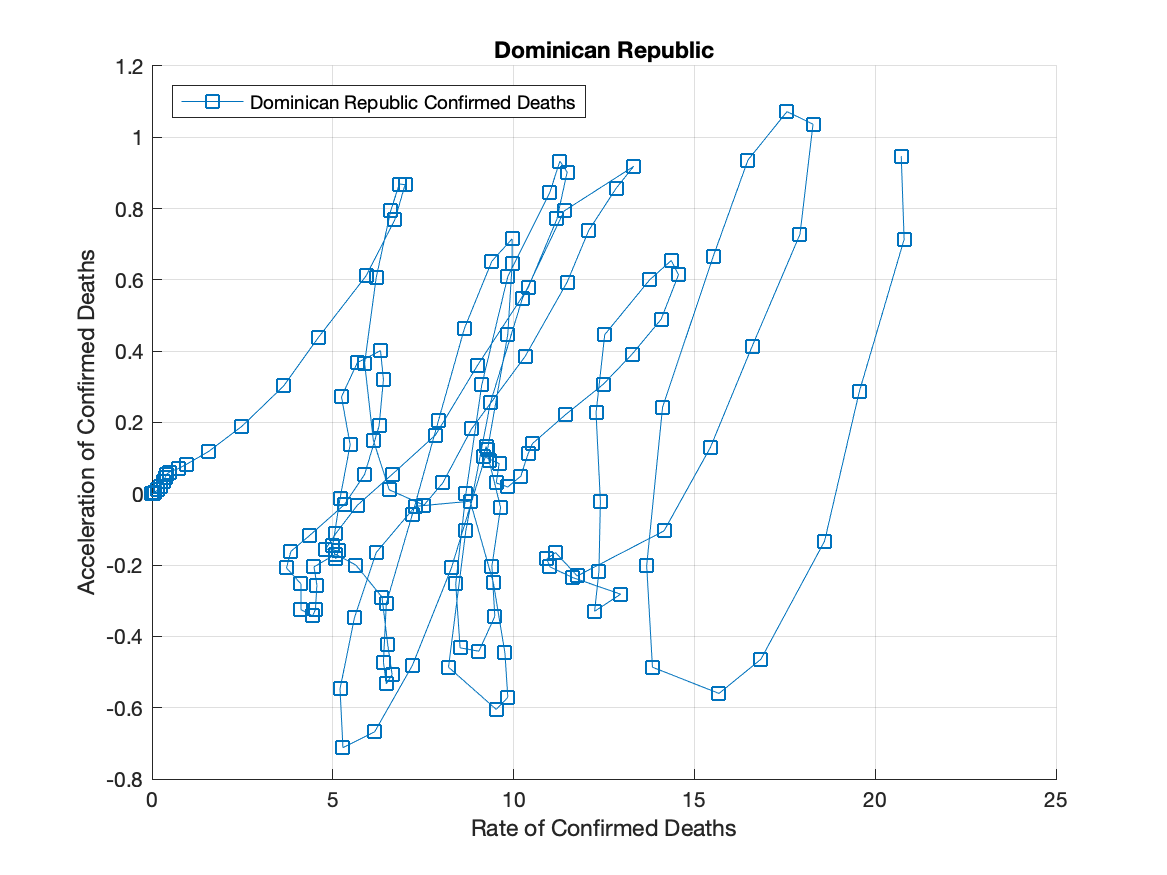 Dominican Republic
Dominican Republic Confirmed Deaths
Acceleration of Confirmed Deaths
1.2
1
0.8
0.6
0.4
0.2
0
-0.2
-0.4
-0.6
-0.8
0 5 10 15 20 25
Rate of Confirmed Deaths